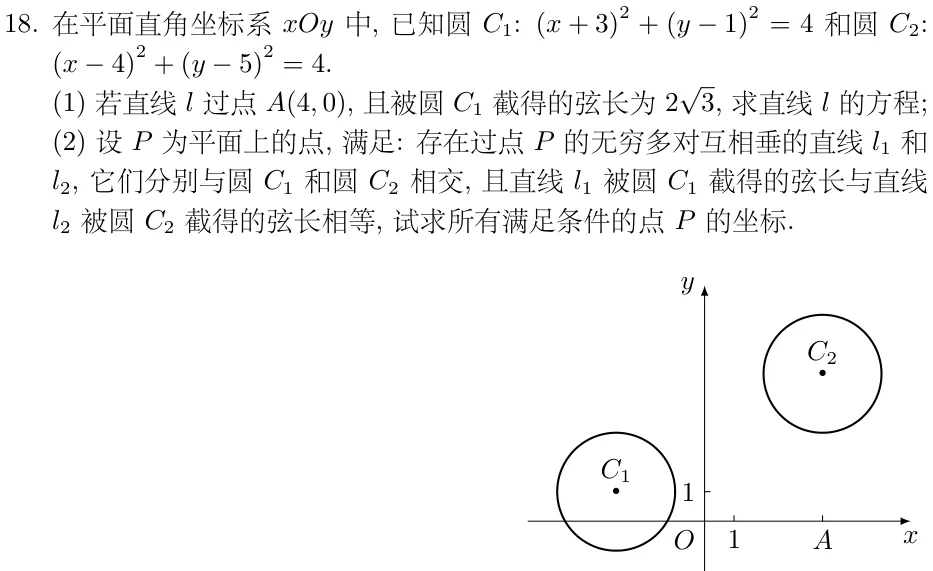 18. 在平面直角坐标系 xOy 中, 已知圆 C₁: (x + 3)² + (y − 1)² = 4 和圆 C₂:
(x − 4)² + (y − 5)² = 4.
(1) 若直线 l 过点 A(4, 0), 且被圆 C₁ 截得的弦长为 2√3, 求直线 l 的方程;
(2) 设 P 为平面上的点, 满足: 存在过点 P 的无穷多对互相垂的直线 l₁ 和
l₂, 它们分别与圆 C₁ 和圆 C₂ 相交, 且直线 l₁ 被圆 C₁ 截得的弦长与直线
l₂ 被圆 C₂ 截得的弦长相等, 试求所有满足条件的点 P 的坐标.
y
C₂
C₁
1
O 1 A x